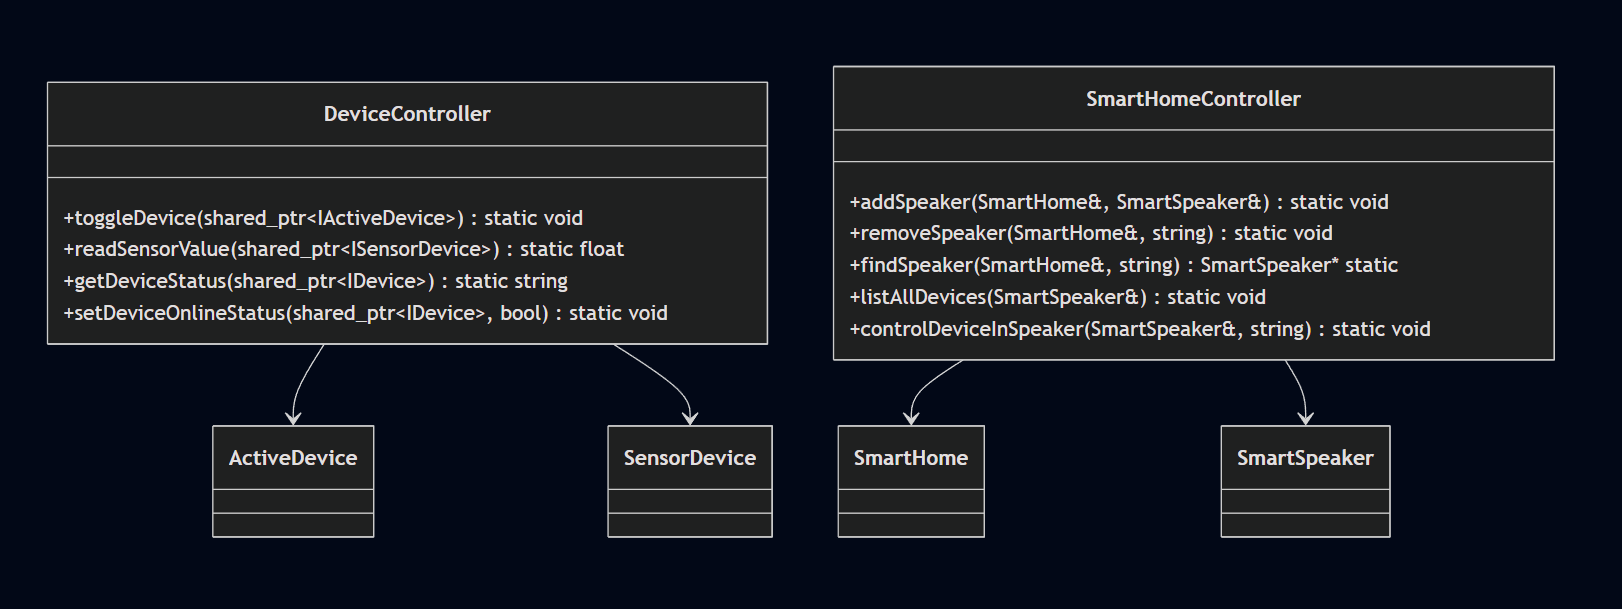 DeviceController
+toggleDevice(shared_ptr<IActiveDevice>) : static void
+readSensorValue(shared_ptr<ISensorDevice>) : static float
+getDeviceStatus(shared_ptr<IDevice>) : static string
+setDeviceOnlineStatus(shared_ptr<IDevice>, bool) : static void
SmartHomeController
+addSpeaker(SmartHome&, SmartSpeaker&) : static void
+removeSpeaker(SmartHome&, string) : static void
+findSpeaker(SmartHome&, string) : SmartSpeaker* static
+listAllDevices(SmartSpeaker&) : static void
+controlDeviceInSpeaker(SmartSpeaker&, string) : static void
ActiveDevice
SensorDevice
SmartHome
SmartSpeaker